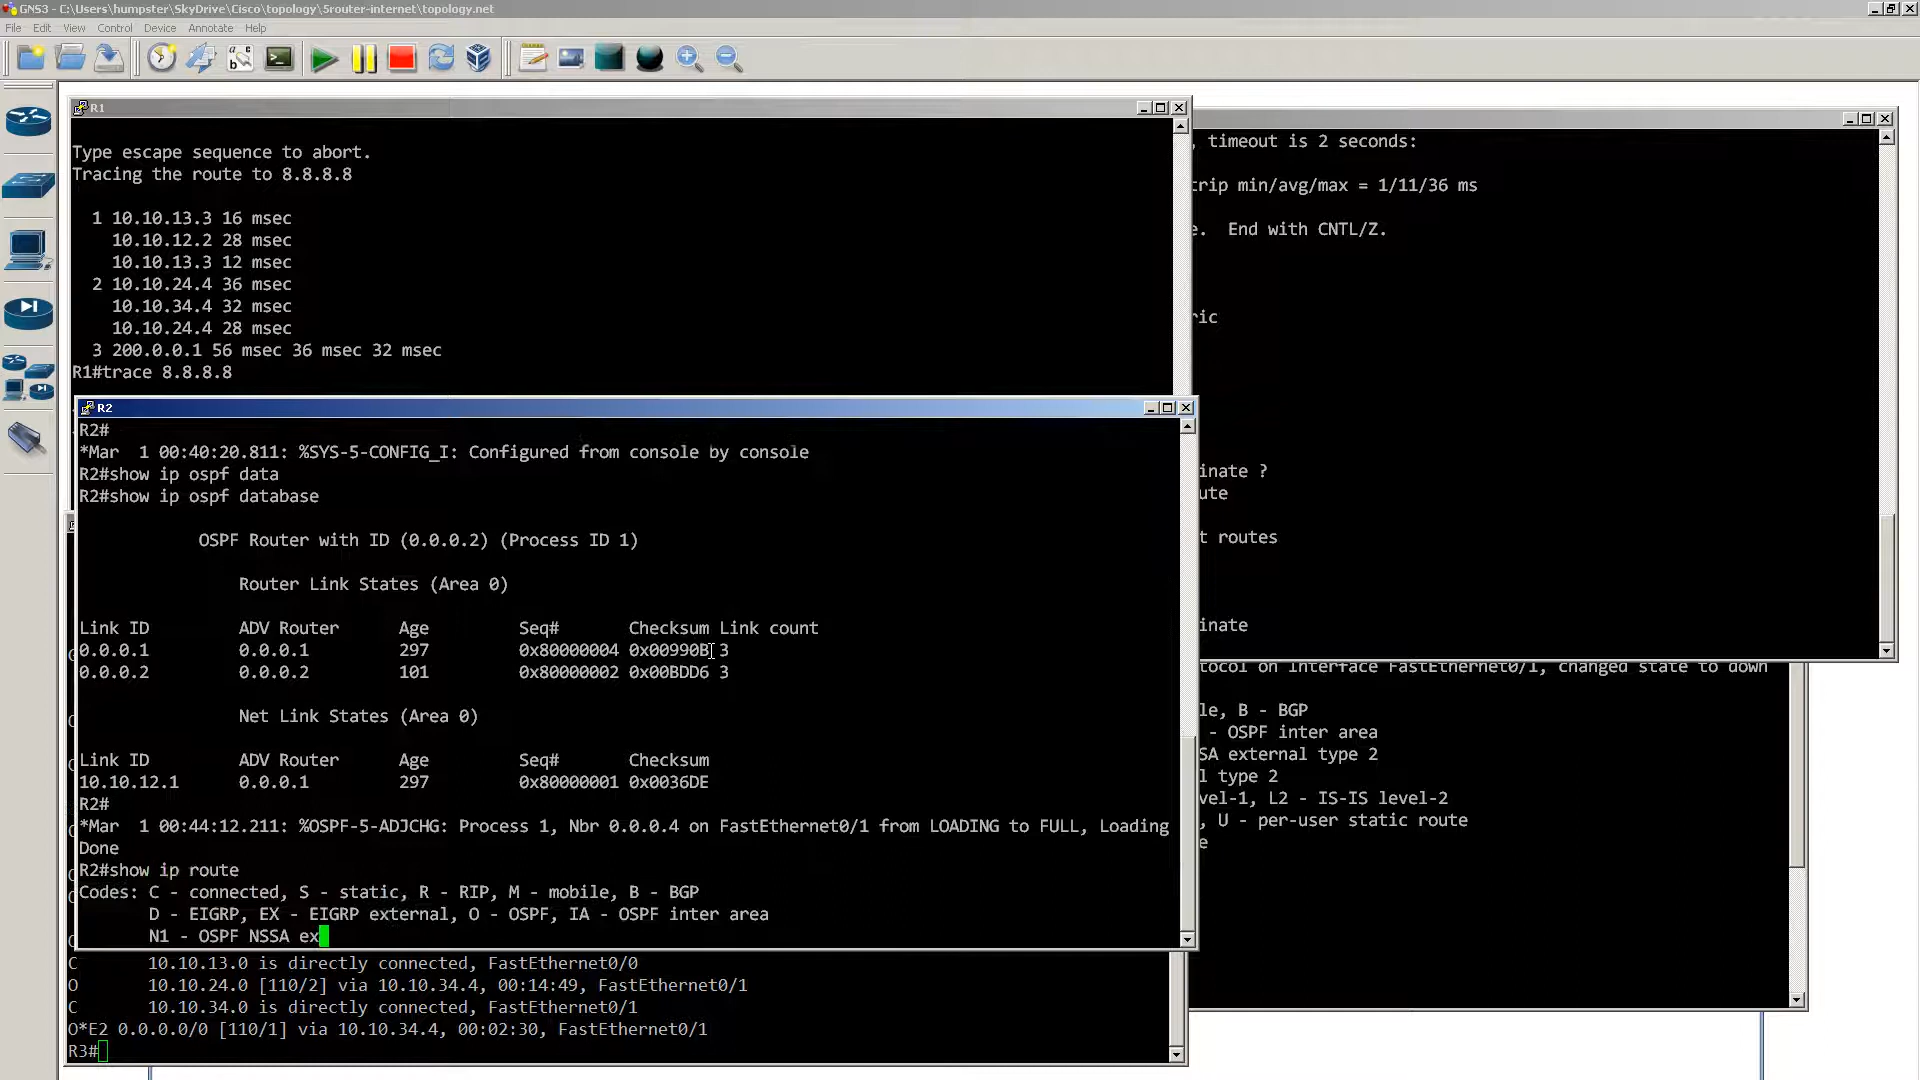 GNS3 - C:\Users\humpster\SkyDrive\Cisco\topology\5router-internet\topology.net
File Edit View Control Device Annotate Help
R1
Type escape sequence to abort.
Tracing the route to 8.8.8.8
1 10.10.13.3 16 msec
10.10.12.2 28 msec
10.10.13.3 12 msec
2 10.10.24.4 36 msec
10.10.34.4 32 msec
10.10.24.4 28 msec
3 200.0.0.1 56 msec 36 msec 32 msec
R1#trace 8.8.8.8
, timeout is 2 seconds:
trip min/avg/max = 1/11/36 ms
e. End with CNTL/Z.
ric
inate ?
ute
t routes
inate
R2
R2#
*Mar 1 00:40:20.811: %SYS-5-CONFIG_I: Configured from console by console
R2#show ip ospf data
R2#show ip ospf database
OSPF Router with ID (0.0.0.2) (Process ID 1)
Router Link States (Area 0)
Link ID ADV Router Age Seq# Checksum Link count
0.0.0.1 0.0.0.1 297 0x80000004 0x00990B 3
0.0.0.2 0.0.0.2 101 0x80000002 0x00BDD6 3
Net Link States (Area 0)
Link ID ADV Router Age Seq# Checksum
10.10.12.1 0.0.0.1 297 0x80000001 0x0036DE
R2#
*Mar 1 00:44:12.211: %OSPF-5-ADJCHG: Process 1, Nbr 0.0.0.4 on FastEthernet0/1 from LOADING to FULL, Loading
Done
R2#show ip route
Codes: C - connected, S - static, R - RIP, M - mobile, B - BGP
D - EIGRP, EX - EIGRP external, O - OSPF, IA - OSPF inter area
N1 - OSPF NSSA ex
otocol on interface FastEthernet0/1, changed state to down
le, B - BGP
- OSPF inter area
SA external type 2
l type 2
vel-1, L2 - IS-IS level-2
, U - per-user static route
e
C 10.10.13.0 is directly connected, FastEthernet0/0
O 10.10.24.0 [110/2] via 10.10.34.4, 00:14:49, FastEthernet0/1
C 10.10.34.0 is directly connected, FastEthernet0/1
O*E2 0.0.0.0/0 [110/1] via 10.10.34.4, 00:02:30, FastEthernet0/1
R3#